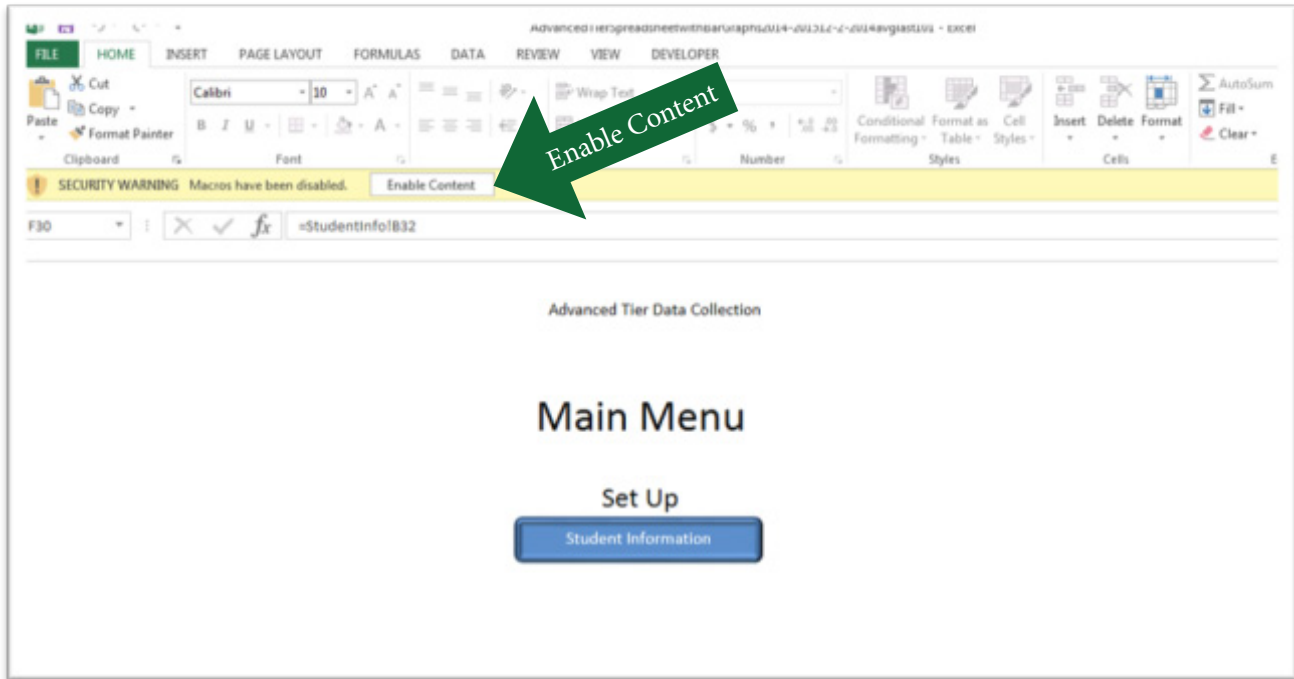 FILE HOME INSERT PAGE LAYOUT FORMULAS DATA REVIEW VIEW DEVELOPER
Cut
Copy
Format Painter
Paste
Clipboard
Calibri 10
B I U
Font
Wrap Text
$ % ,
Number
Conditional Formatting
Format as Table
Cell Styles
Styles
Insert Delete Format
Cells
AutoSum
Fill
Clear
Enable Content
SECURITY WARNING Macros have been disabled. Enable Content
F30 fx =StudentInfo!B32
Advanced Tier Data Collection
Main Menu
Set Up
Student Information